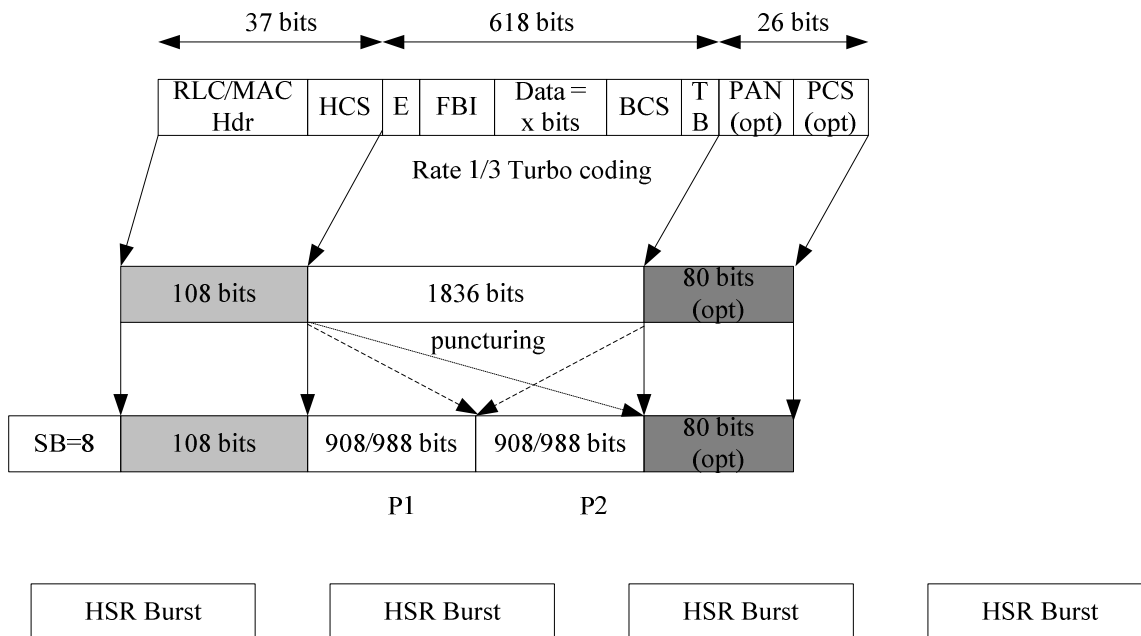 37 bits
618 bits
26 bits
RLC/MAC
Hdr
HCS
E
FBI
Data =
x bits
BCS
T
B
PAN
(opt)
PCS
(opt)
Rate 1/3 Turbo coding
108 bits
1836 bits
80 bits
(opt)
puncturing
SB=8
108 bits
908/988 bits
908/988 bits
80 bits
(opt)
P1
P2
HSR Burst
HSR Burst
HSR Burst
HSR Burst